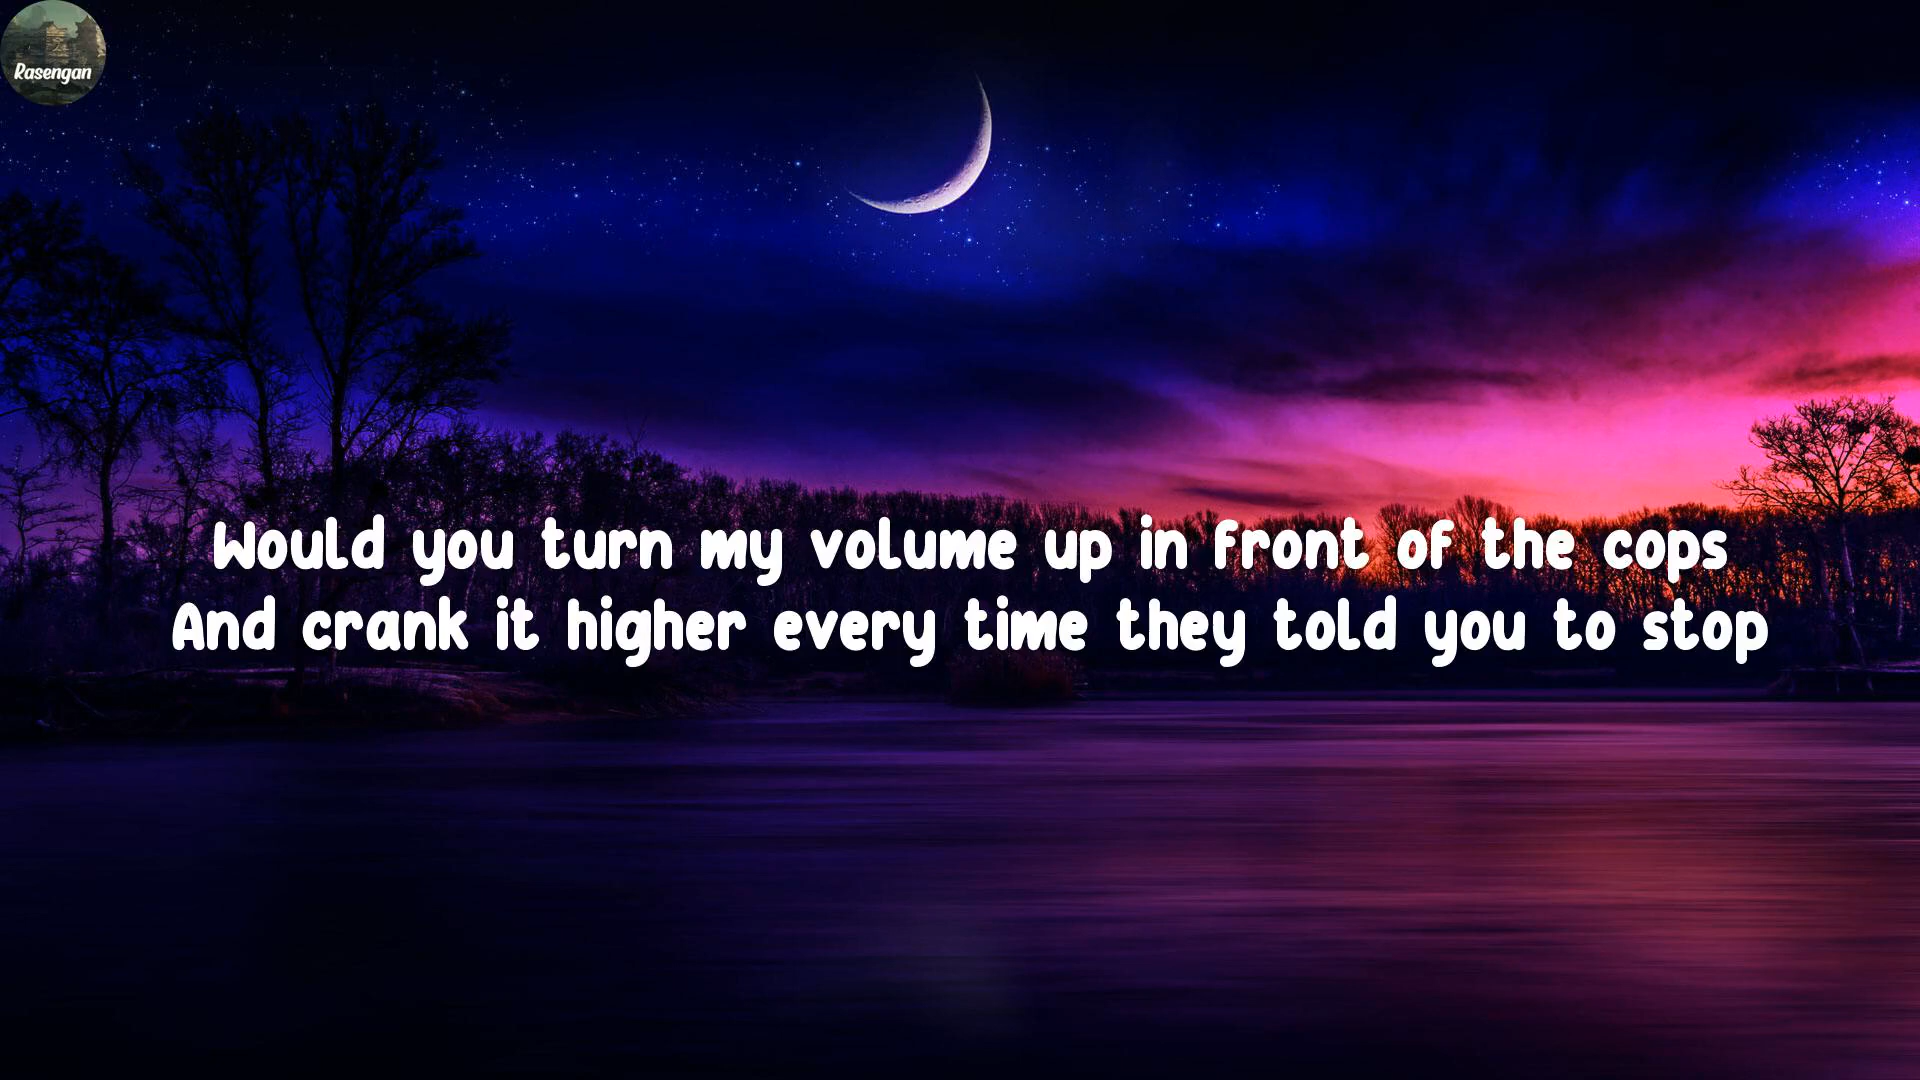 Rasengan
Would you turn my volume up in front of the cops
And crank it higher every time they told you to stop